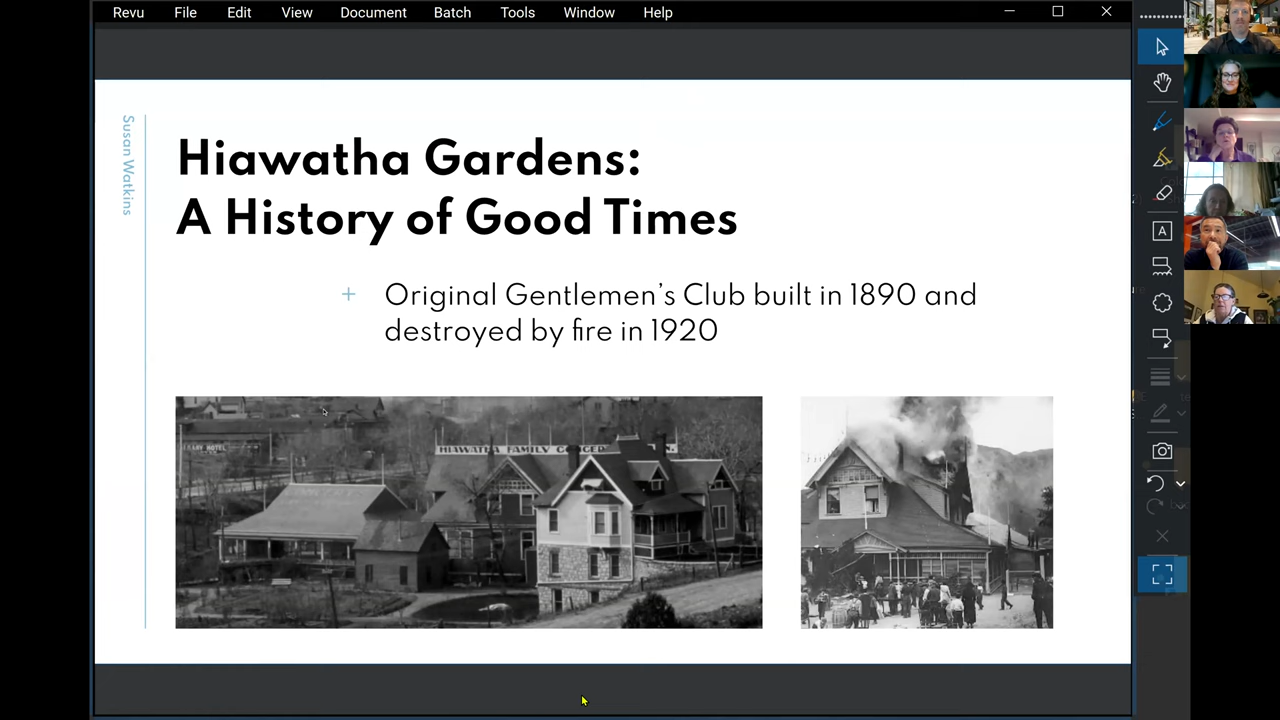 Revu File Edit View Document Batch Tools Window Help
Susan Watkins
Hiawatha Gardens:
A History of Good Times
+ Original Gentlemen's Club built in 1890 and
destroyed by fire in 1920
HIAWATHA FAMILY
HOTEL
A